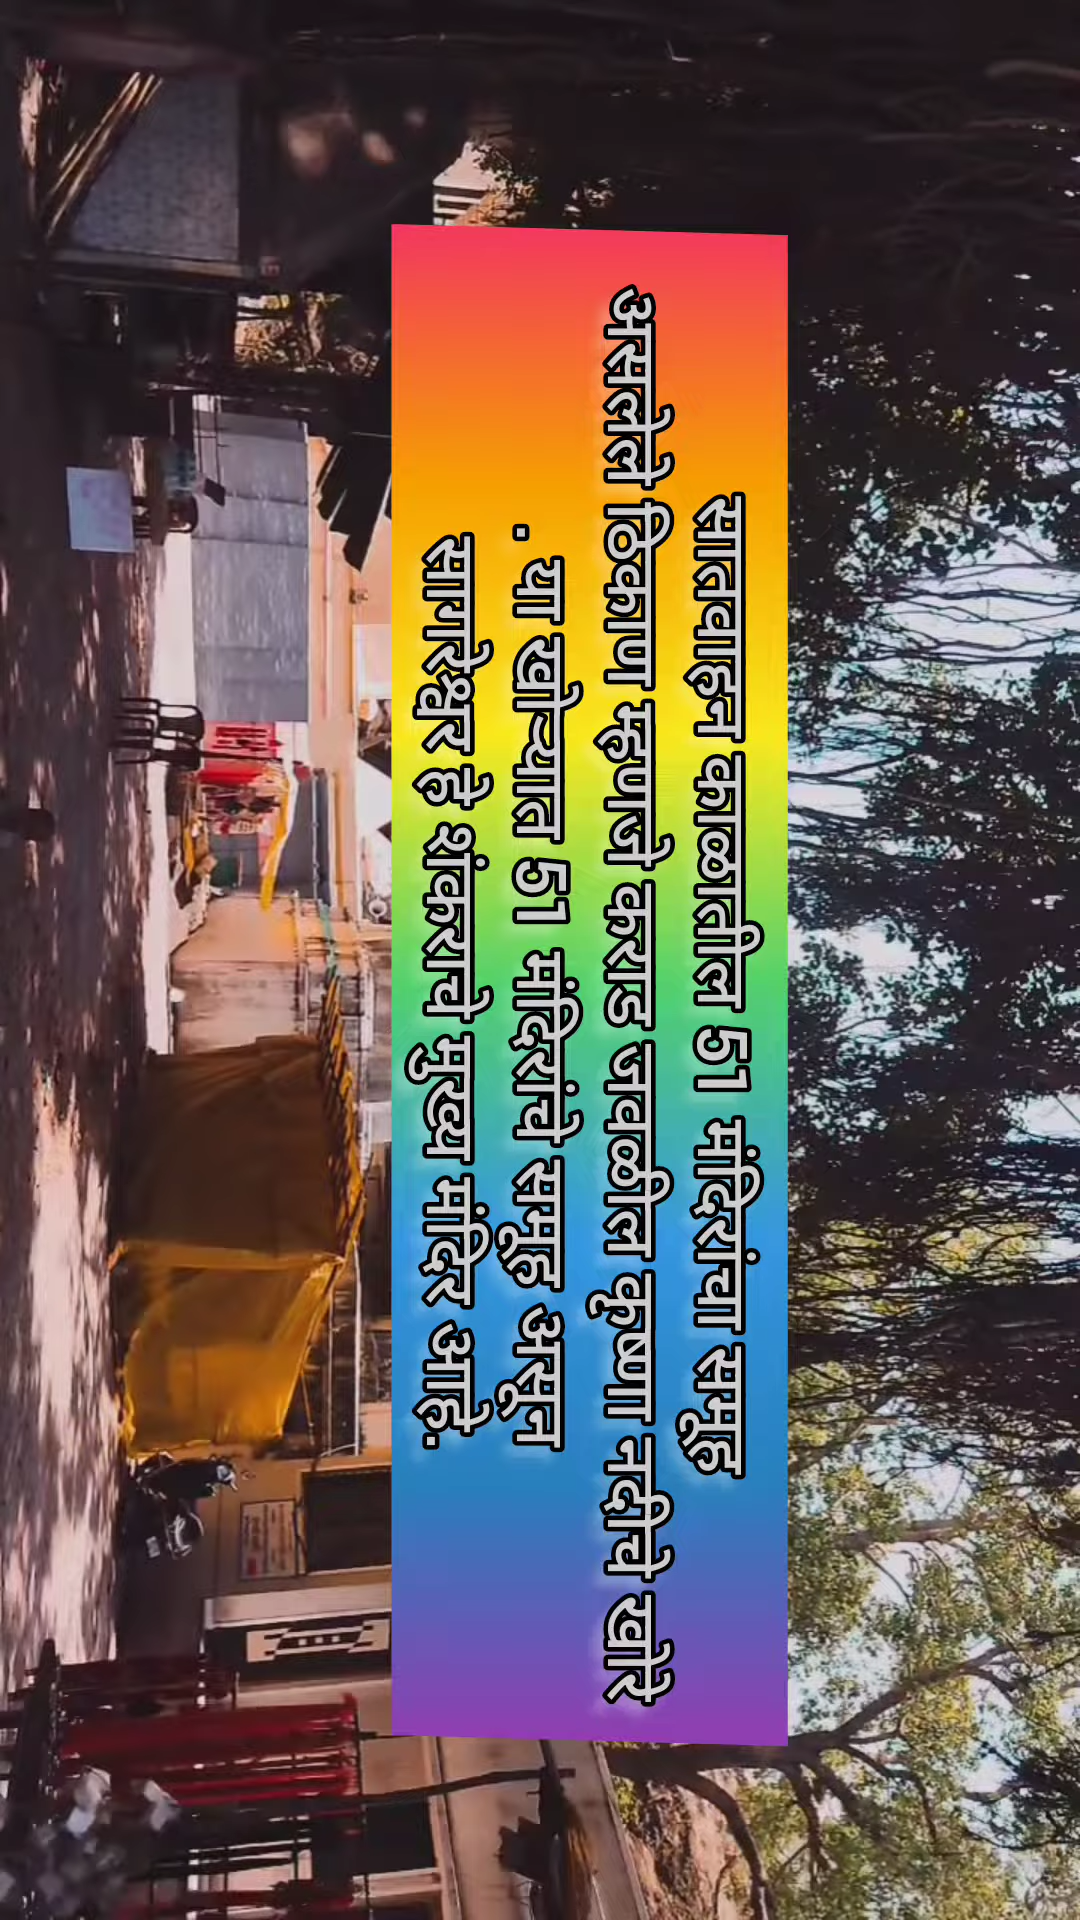 सातवाहन काळातील 51 मंदिरांचा समूह
असलेले ठिकाण म्हणजे कराड जवळील कृष्णा नदीचे खोरे
. या खोऱ्यात 51 मंदिरांचे समूह असून
सागरेश्वर हे शंकराचे मुख्य मंदिर आहे.